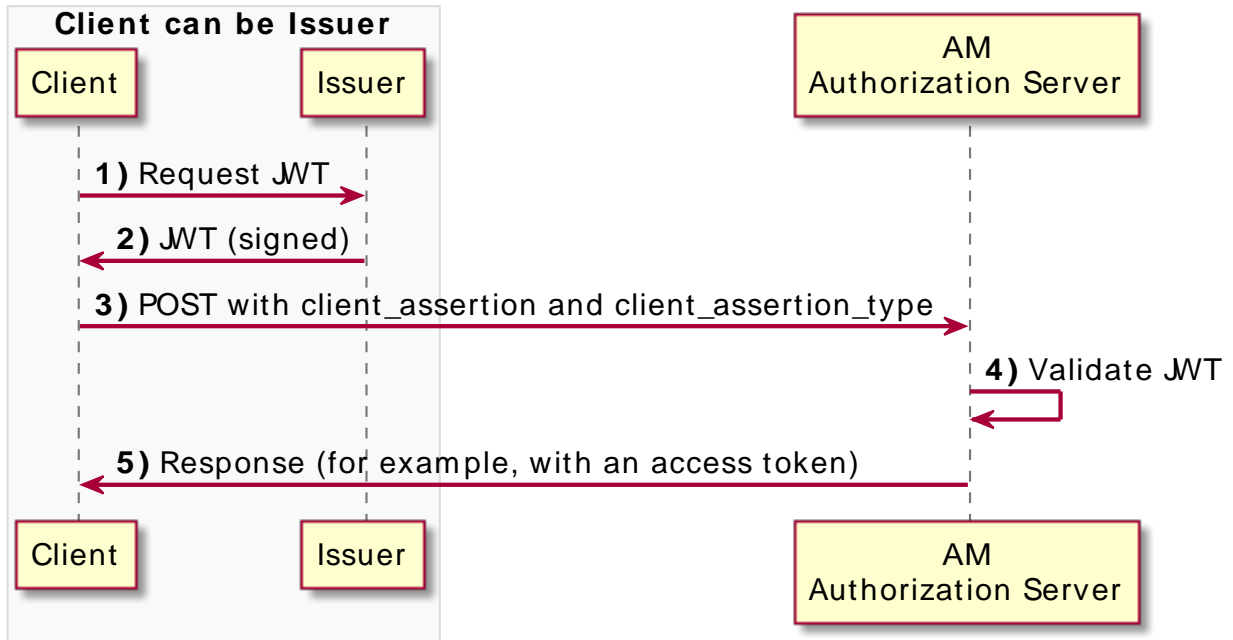 Client can be Issuer
Client
Issuer
AM
Authorization Server
1) Request JWT
2) JWT (signed)
3) POST with client_assertion and client_assertion_type
4) Validate JWT
5) Response (for example, with an access token)
Client
Issuer
AM
Authorization Server